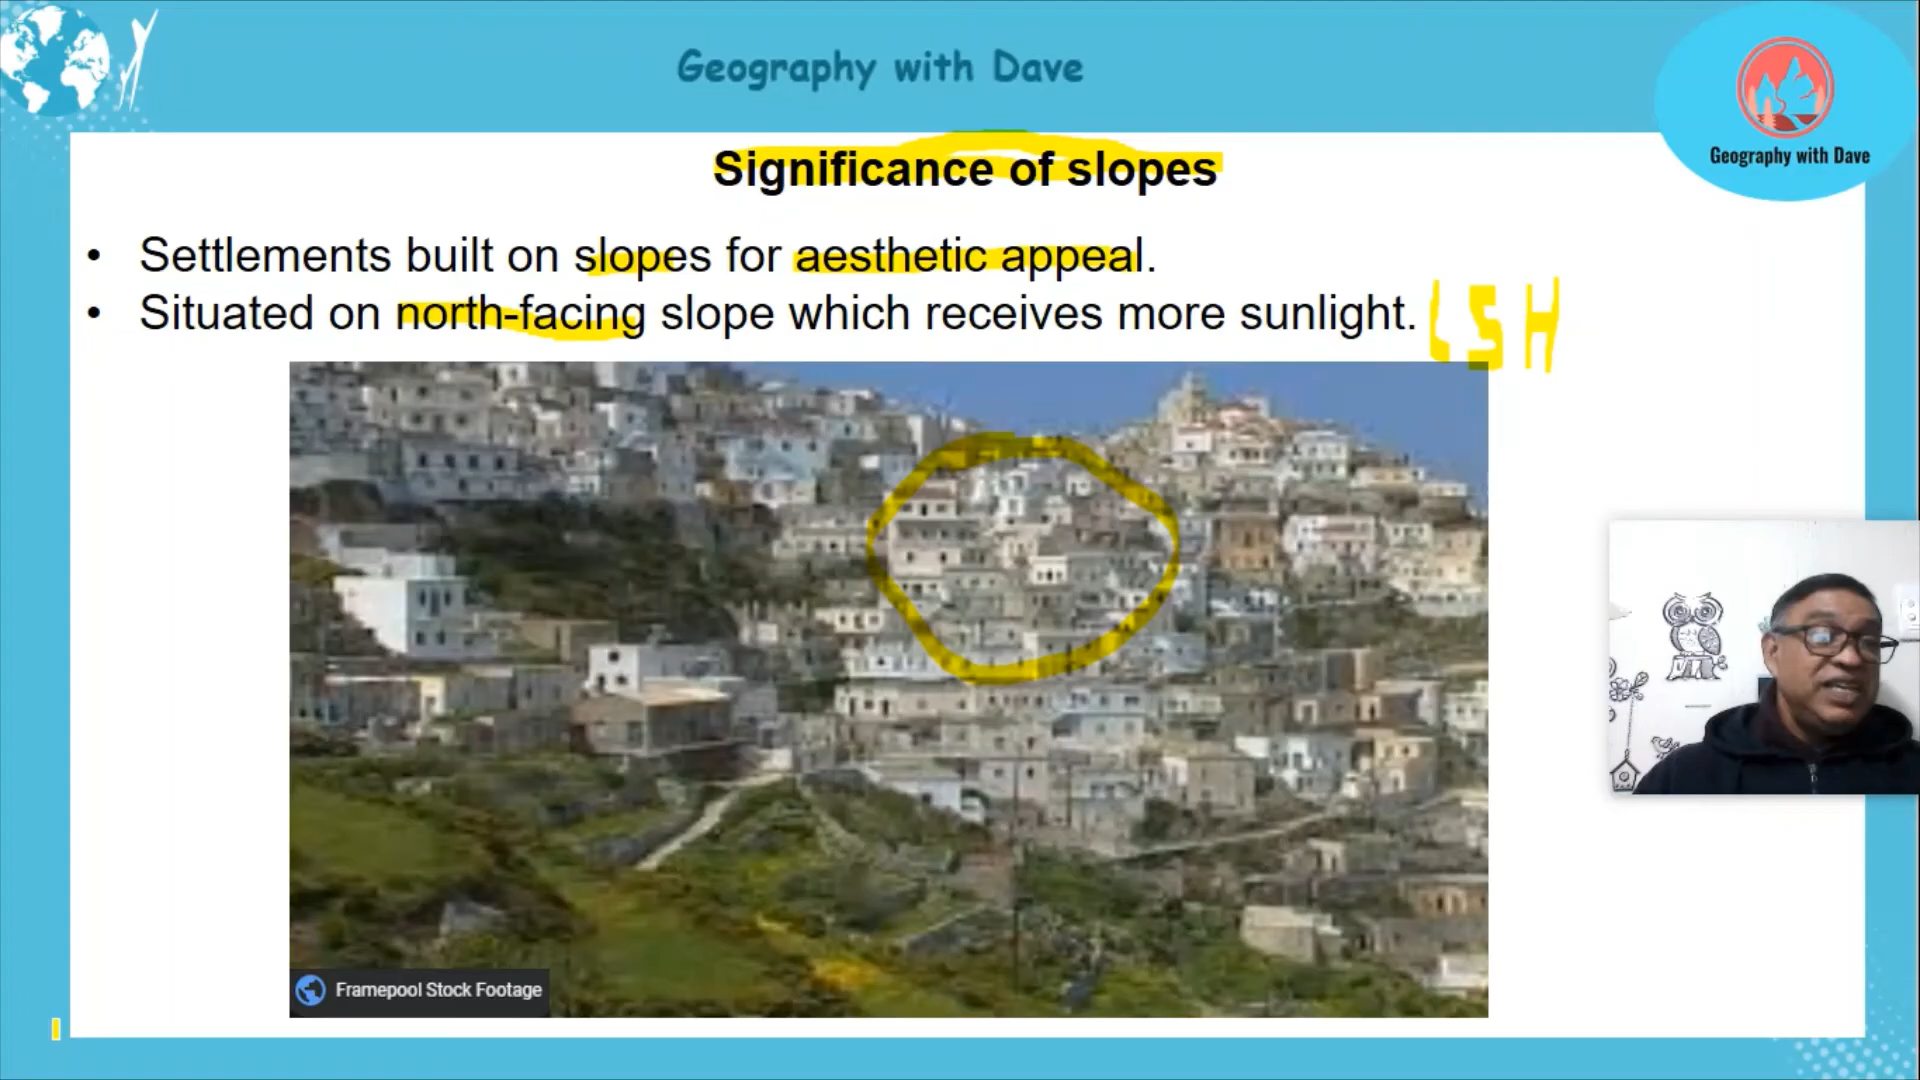 Geography with Dave
Geography with Dave
Significance of slopes
• Settlements built on slopes for aesthetic appeal.
• Situated on north-facing slope which receives more sunlight.
SH
Framepool Stock Footage